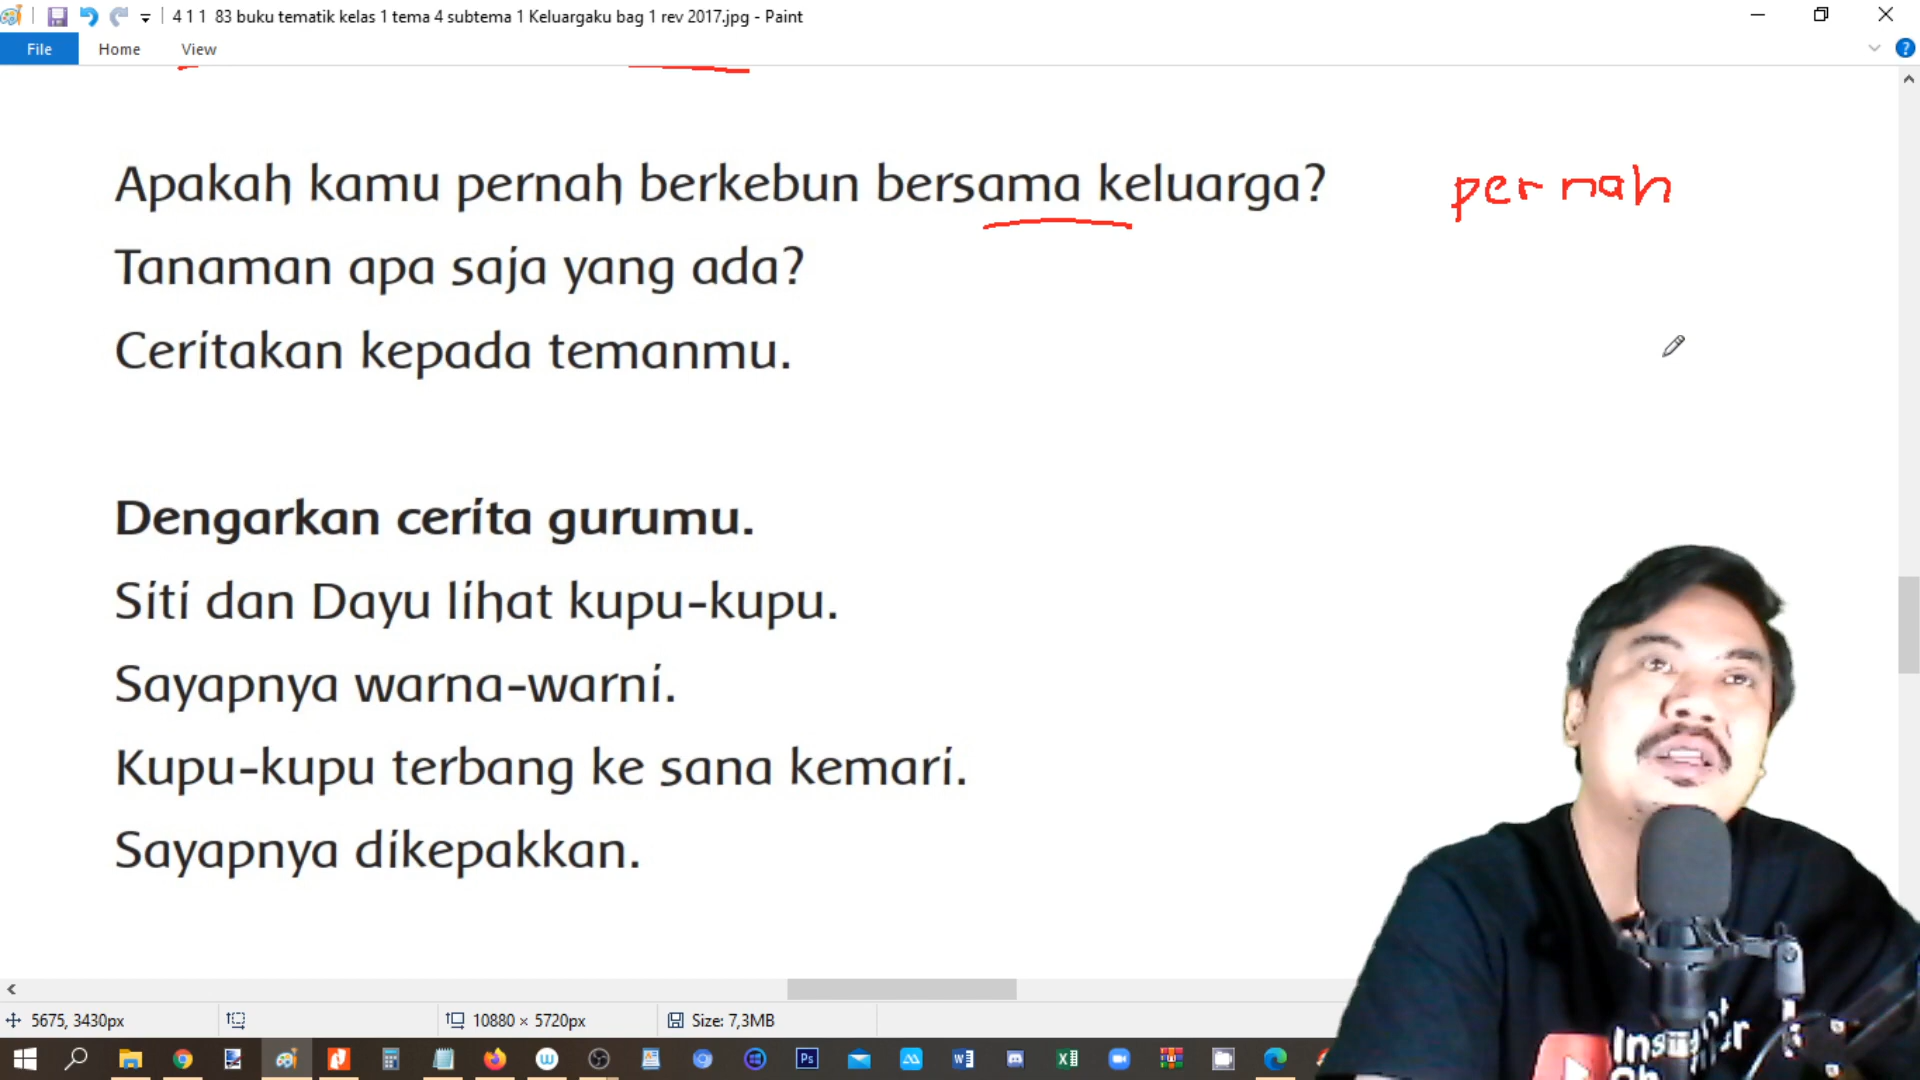 4 1 1  83 buku tematik kelas 1 tema 4 subtema 1 Keluargaku bag 1 rev 2017.jpg - Paint
File Home View
Apakah kamu pernah berkebun bersama keluarga? pernah
Tanaman apa saja yang ada?
Ceritakan kepada temanmu.
Dengarkan cerita gurumu.
Siti dan Dayu lihat kupu-kupu.
Sayapnya warna-warni.
Kupu-kupu terbang ke sana kemari.
Sayapnya dikepakkan.
5675, 3430px 10880 × 5720px Size: 7,3MB
Ps